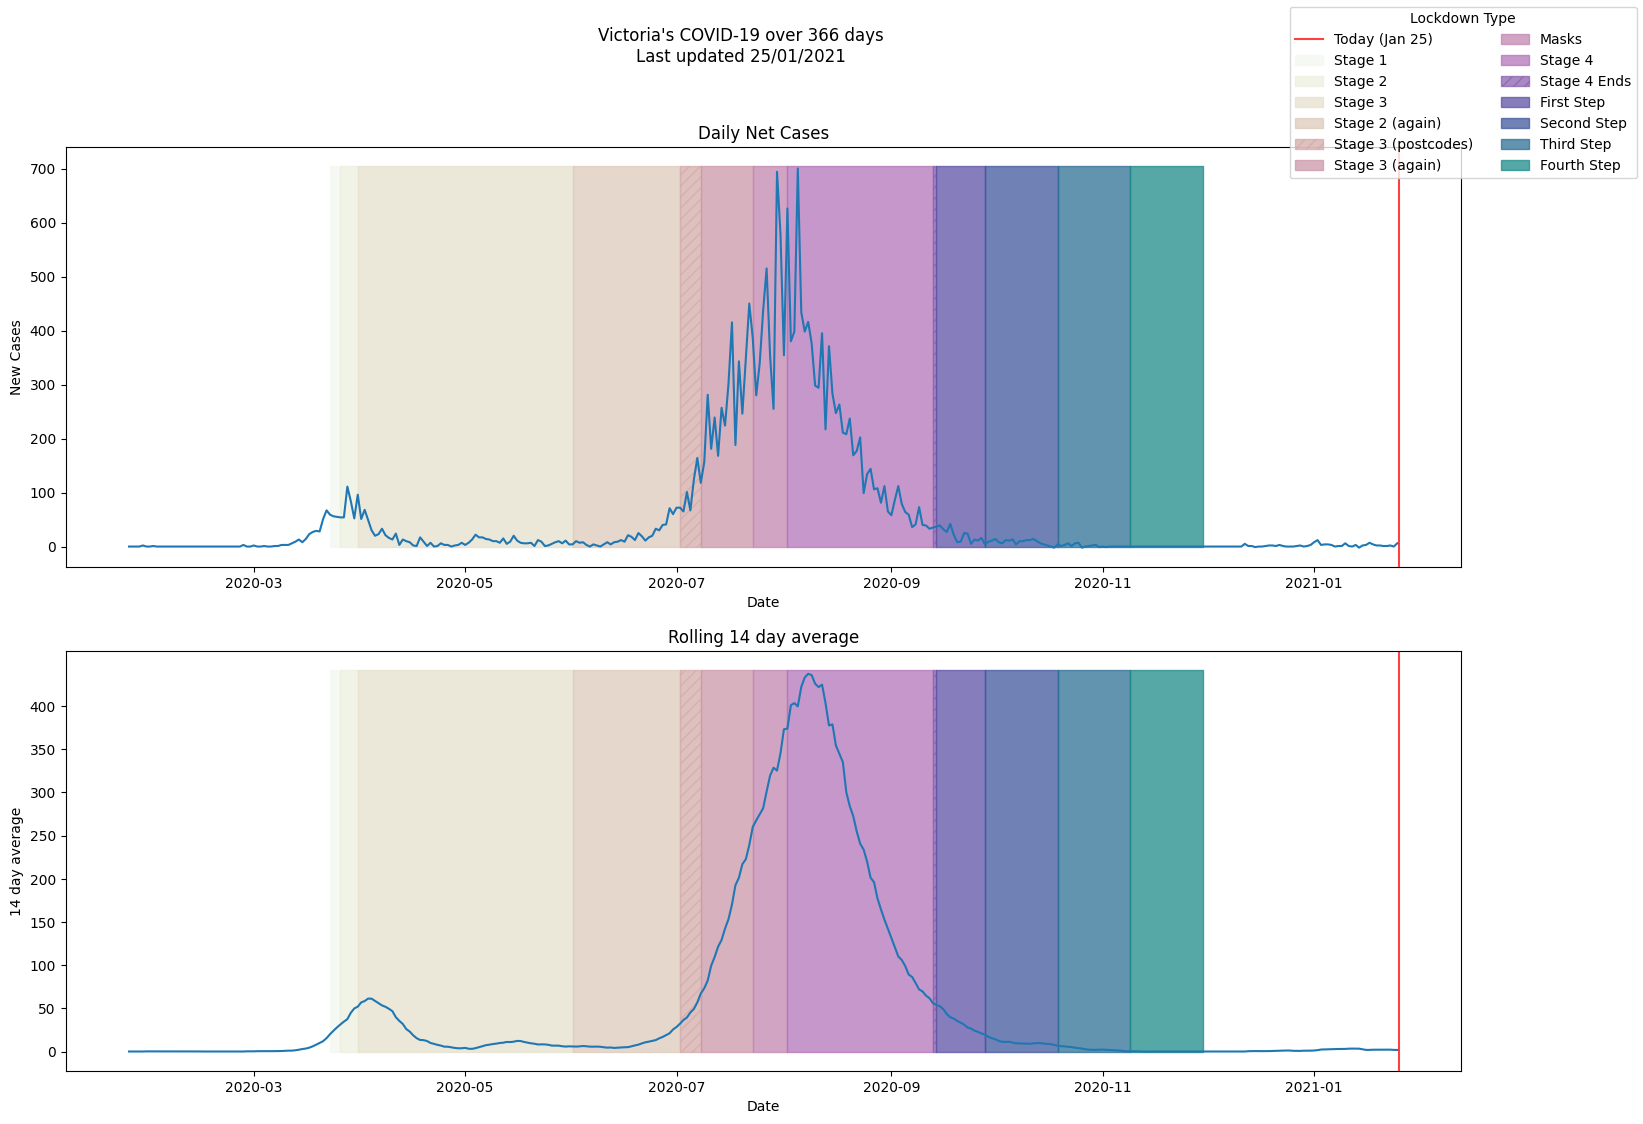 Victoria's COVID-19 over 366 days
Last updated 25/01/2021
Lockdown Type
Today (Jan 25)
Stage 1
Stage 2
Stage 3
Stage 2 (again)
Stage 3 (postcodes)
Stage 3 (again)
Masks
Stage 4
Stage 4 Ends
First Step
Second Step
Third Step
Fourth Step
Daily Net Cases
New Cases
700
600
500
400
300
200
100
0
2020-03 2020-05 2020-07 2020-09 2020-11 2021-01
Date
Rolling 14 day average
14 day average
400
350
300
250
200
150
100
50
0
2020-03 2020-05 2020-07 2020-09 2020-11 2021-01
Date